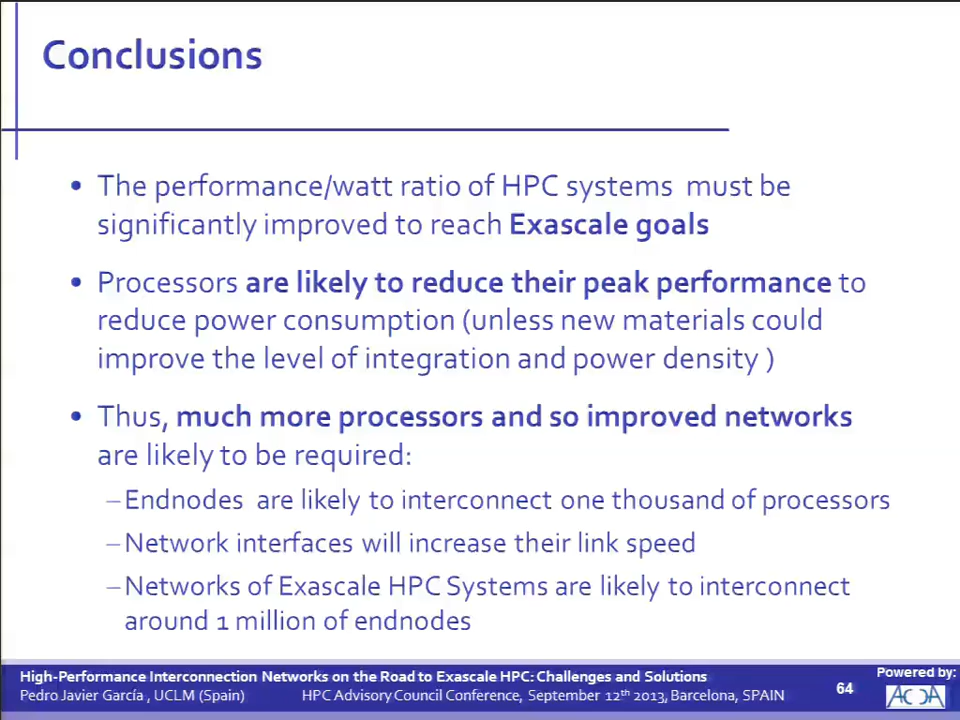 Conclusions
• The performance/watt ratio of HPC systems must be
significantly improved to reach Exascale goals
• Processors are likely to reduce their peak performance to
reduce power consumption (unless new materials could
improve the level of integration and power density )
• Thus, much more processors and so improved networks
are likely to be required:
–Endnodes are likely to interconnect one thousand of processors
–Network interfaces will increase their link speed
–Networks of Exascale HPC Systems are likely to interconnect
around 1 million of endnodes
High-Performance Interconnection Networks on the Road to Exascale HPC: Challenges and Solutions
Pedro Javier García , UCLM (Spain) HPC Advisory Council Conference, September 12th 2013, Barcelona, SPAIN
64
Powered by: